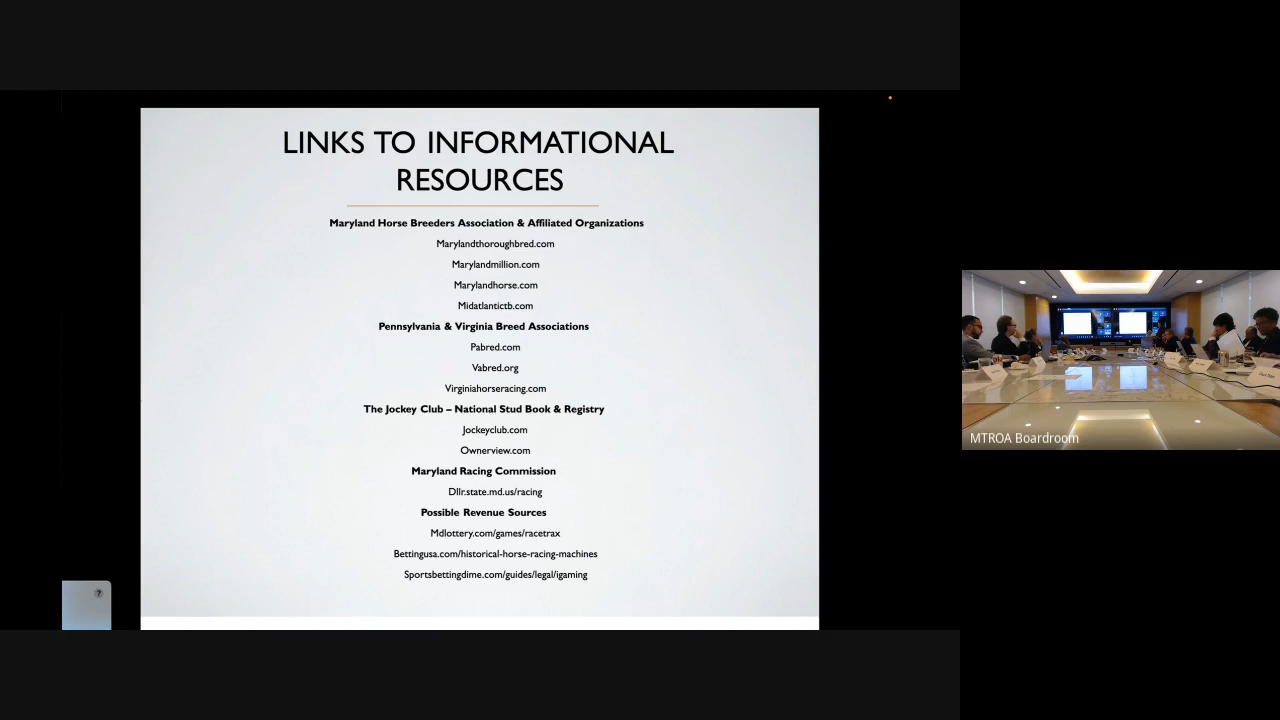 LINKS TO INFORMATIONAL
RESOURCES
Maryland Horse Breeders Association & Affiliated Organizations
Marylandthoroughbred.com
Marylandmillion.com
Marylandhorse.com
Midatlantictb.com
Pennsylvania & Virginia Breed Associations
Pabred.com
Vabred.org
Virginiahorseracing.com
The Jockey Club – National Stud Book & Registry
Jockeyclub.com
Ownerview.com
Maryland Racing Commission
Dllr.state.md.us/racing
Possible Revenue Sources
Mdlottery.com/games/racetrax
Bettingusa.com/historical-horse-racing-machines
Sportsbettingdime.com/guides/legal/igaming
?
MTROA Boardroom